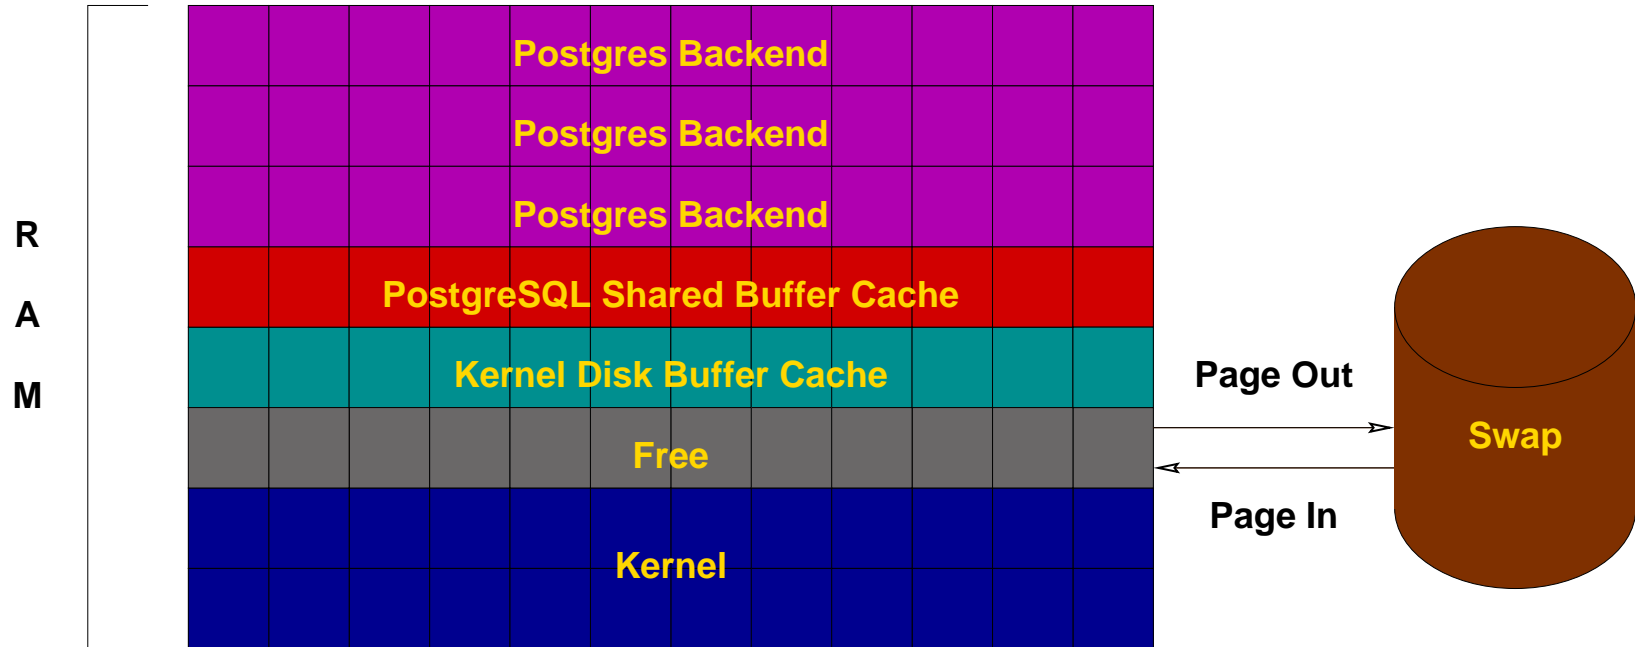 Postgres Backend
Postgres Backend
Postgres Backend
R
A
M
PostgreSQL Shared Buffer Cache
Kernel Disk Buffer Cache
Page Out
Free
Swap
Page In
Kernel